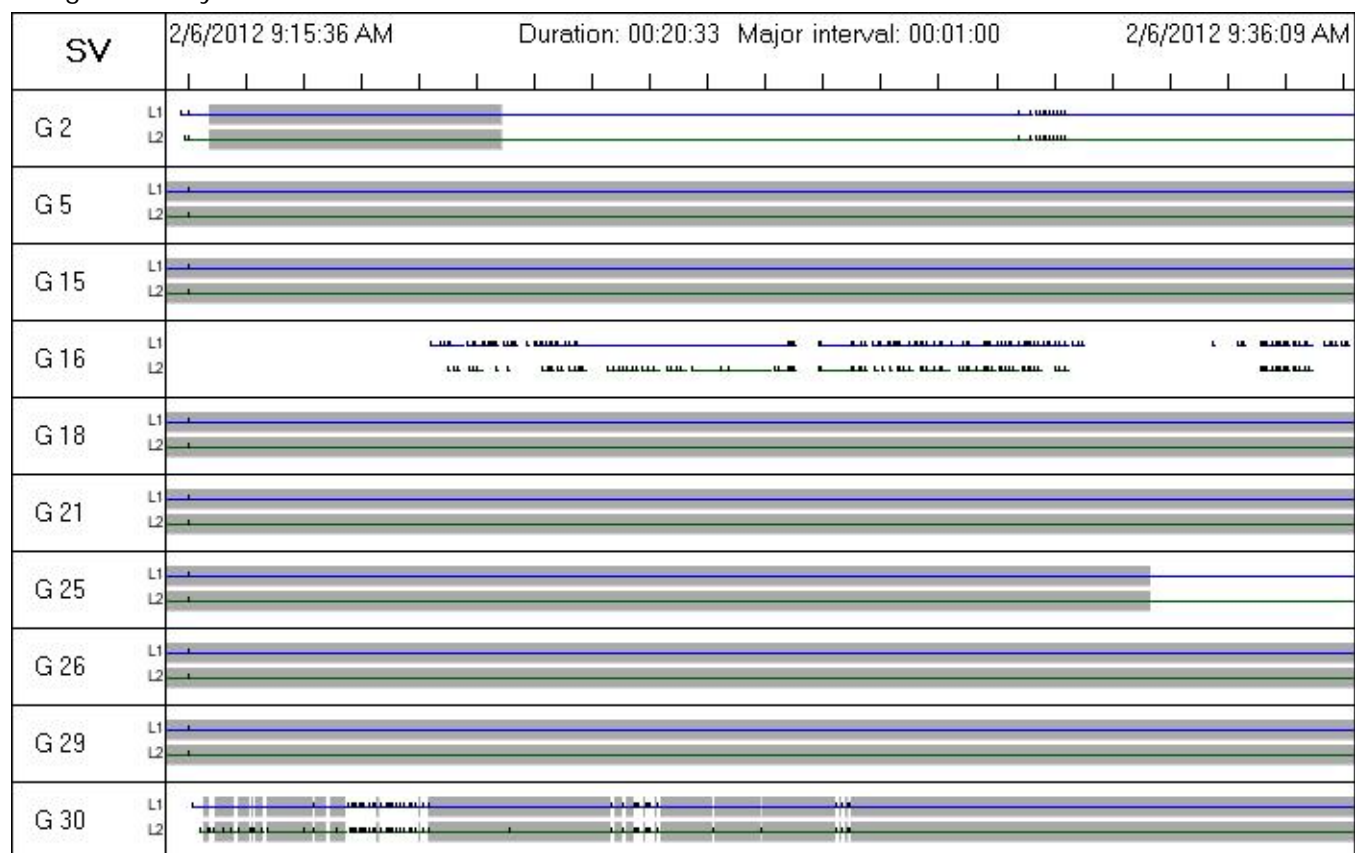 SV
2/6/2012 9:15:36 AM Duration: 00:20:33 Major interval: 00:01:00 2/6/2012 9:36:09 AM
G 2 L1
L2
G 5 L1
L2
G 15 L1
L2
G 16 L1
L2
G 18 L1
L2
G 21 L1
L2
G 25 L1
L2
G 26 L1
L2
G 29 L1
L2
G 30 L1
L2